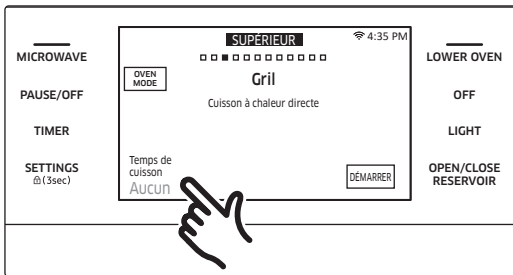 MICROWAVE
PAUSE/OFF
TIMER
SETTINGS
(3sec)
SUPÉRIEUR
4:35 PM
OVEN
MODE
Gril
Cuisson à chaleur directe
Temps de
cuisson
Aucun
DÉMARRER
LOWER OVEN
OFF
LIGHT
OPEN/CLOSE
RESERVOIR